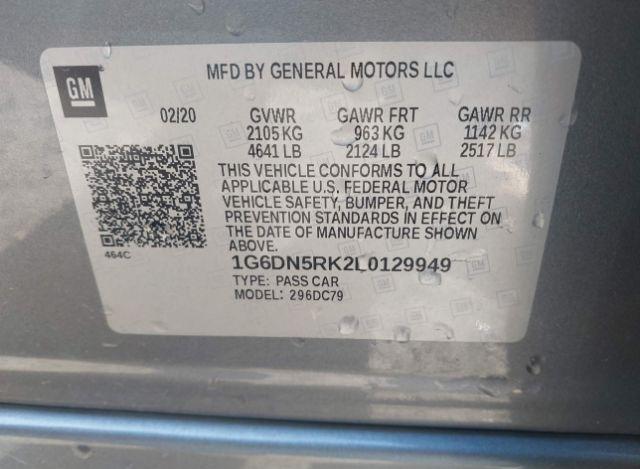 GM
MFD BY GENERAL MOTORS LLC
02/20 GVWR GAWR FRT GAWR RR
2105 KG 963 KG 1142 KG
4641 LB 2124 LB 2517 LB
THIS VEHICLE CONFORMS TO ALL
APPLICABLE U.S. FEDERAL MOTOR
VEHICLE SAFETY, BUMPER, AND THEFT
PREVENTION STANDARDS IN EFFECT ON
THE DATE OF MANUFACTURE SHOWN
ABOVE.
464C
1G6DN5RK2L0129949
TYPE: PASS CAR
MODEL: 296DC79